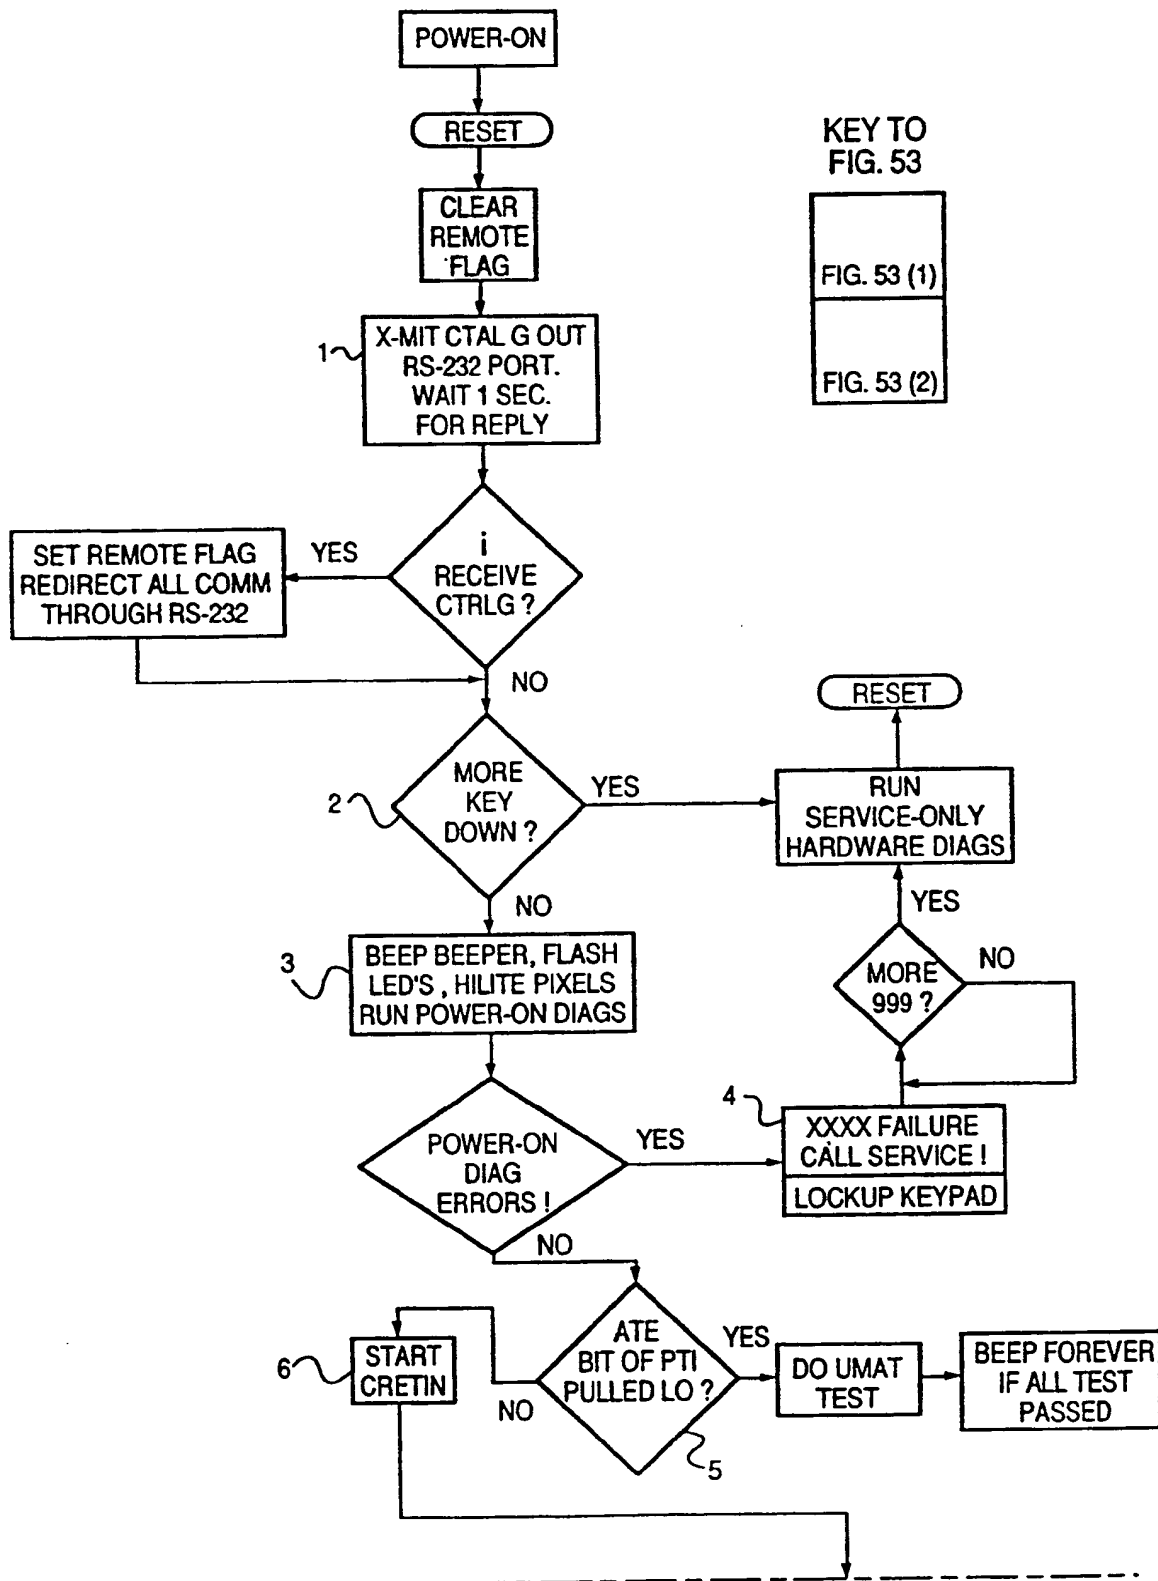 POWER-ON
RESET
CLEAR
REMOTE
FLAG
KEY TO
FIG. 53
FIG. 53 (1)
FIG. 53 (2)
1
X-MIT CTAL G OUT
RS-232 PORT.
WAIT 1 SEC.
FOR REPLY
i
RECEIVE
CTRLG ?
YES
SET REMOTE FLAG
REDIRECT ALL COMM
THROUGH RS-232
NO
2
MORE
KEY
DOWN ?
YES
RESET
RUN
SERVICE-ONLY
HARDWARE DIAGS
NO
YES
MORE
999 ?
NO
3
BEEP BEEPER, FLASH
LED'S , HILITE PIXELS
RUN POWER-ON DIAGS
POWER-ON
DIAG
ERRORS !
YES
4
XXXX FAILURE
CALL SERVICE !
LOCKUP KEYPAD
NO
ATE
BIT OF PTI
PULLED LO ?
5
YES
DO UMAT
TEST
BEEP FOREVER
IF ALL TEST
PASSED
NO
6
START
CRETIN